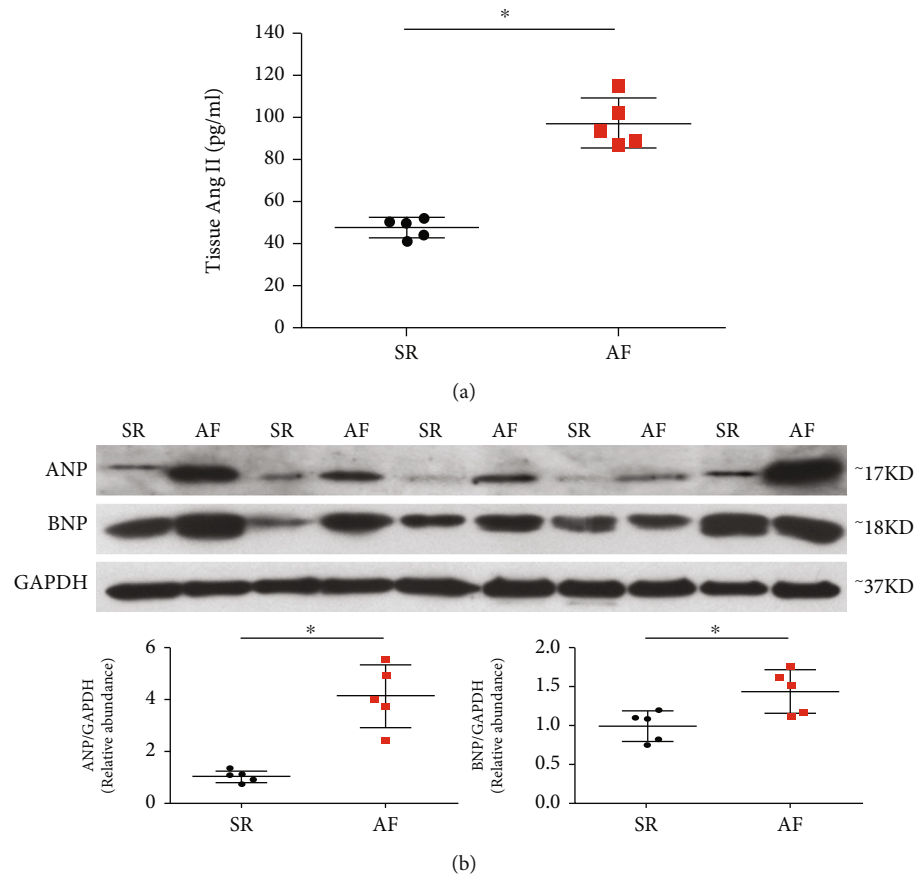 *
140
120
100
80
60
40
20
0
Tissue Ang II (pg/ml)
SR AF
(a)
SR AF SR AF SR AF SR AF SR AF
ANP ~17KD
BNP ~18KD
GAPDH ~37KD
*
6
4
2
0
ANP/GAPDH
(Relative abundance)
SR AF
*
2.0
1.5
1.0
0.5
0.0
BNP/GAPDH
(Relative abundance)
SR AF
(b)